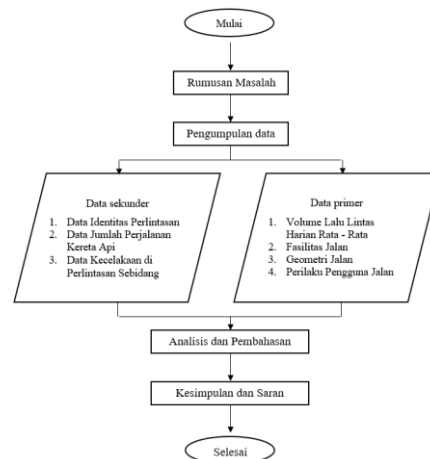 Mulai
Rumusan Masalah
Pengumpulan data
Data sekunder
1. Data Identitas Perlintasan
2. Data Jumlah Perjalanan
Kereta Api
3. Data Kecelakaan di
Perlintasan Sebidang
Data primer
1. Volume Lalu Lintas
Harian Rata - Rata
2. Fasilitas Jalan
3. Geometri Jalan
4. Perilaku Pengguna Jalan
Analisis dan Pembahasan
Kesimpulan dan Saran
Selesai